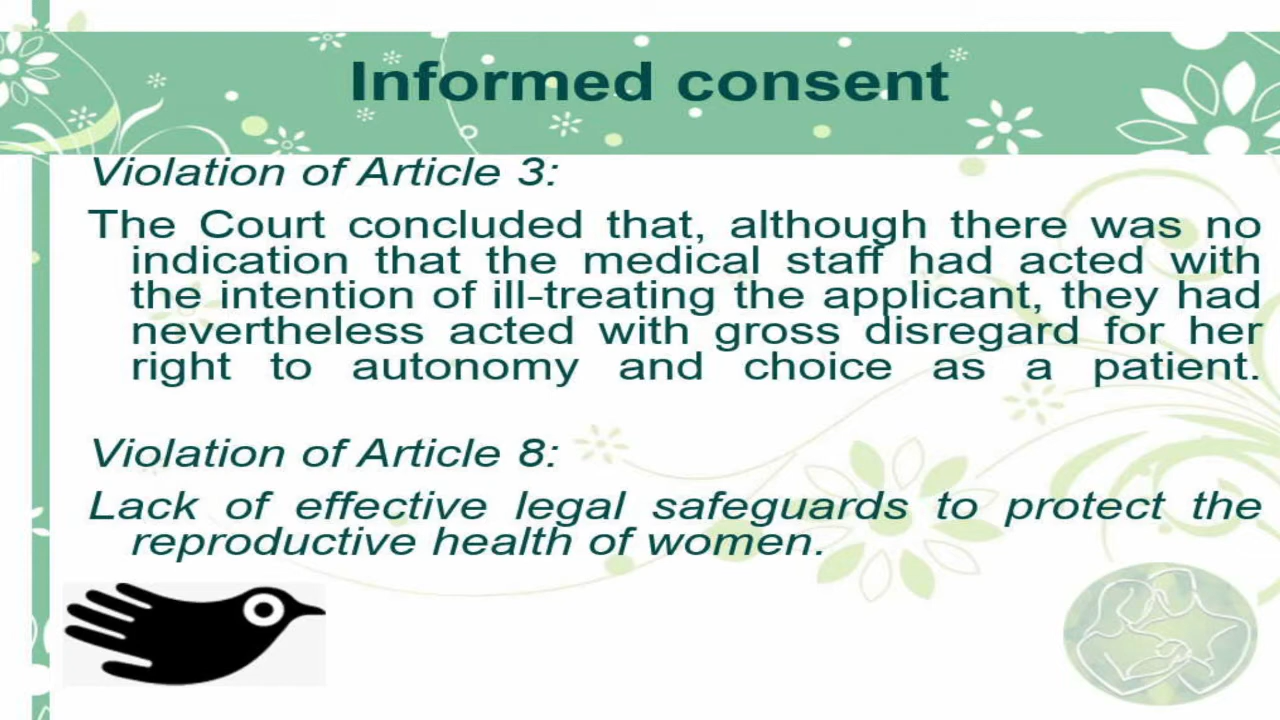 Informed consent
Violation of Article 3:
The Court concluded that, although there was no
indication that the medical staff had acted with
the intention of ill-treating the applicant, they had
nevertheless acted with gross disregard for her
right to autonomy and choice as a patient.
Violation of Article 8:
Lack of effective legal safeguards to protect the
reproductive health of women.